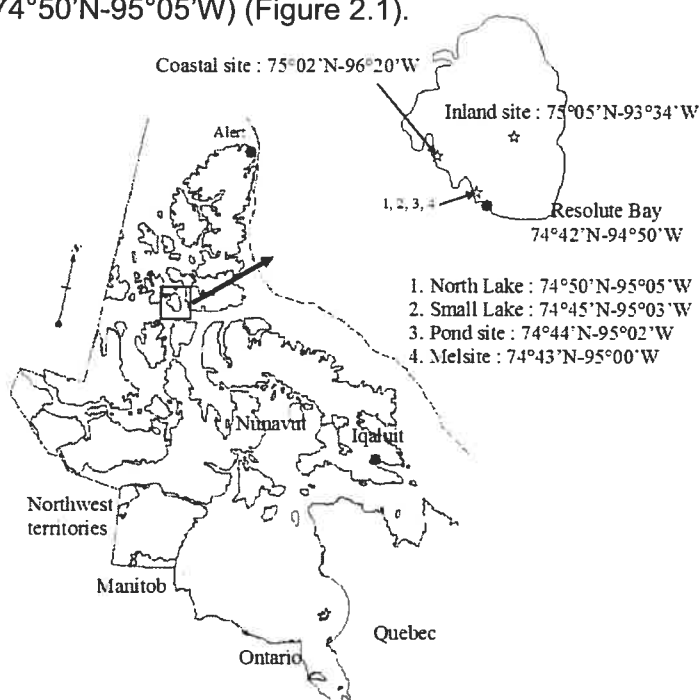 74°50'N-95°05'W) (Figure 2.1).
Coastal site : 75°02'N-96°20'W
Inland site : 75°05'N-93°34'W
Alert
1, 2, 3, 4
Resolute Bay
74°42'N-94°50'W
N
1. North Lake : 74°50'N-95°05'W
2. Small Lake : 74°45'N-95°03'W
3. Pond site : 74°44'N-95°02'W
4. Melsite : 74°43'N-95°00'W
Nunavut
Iqaluit
Northwest
territories
Manitob
Quebec
Ontario